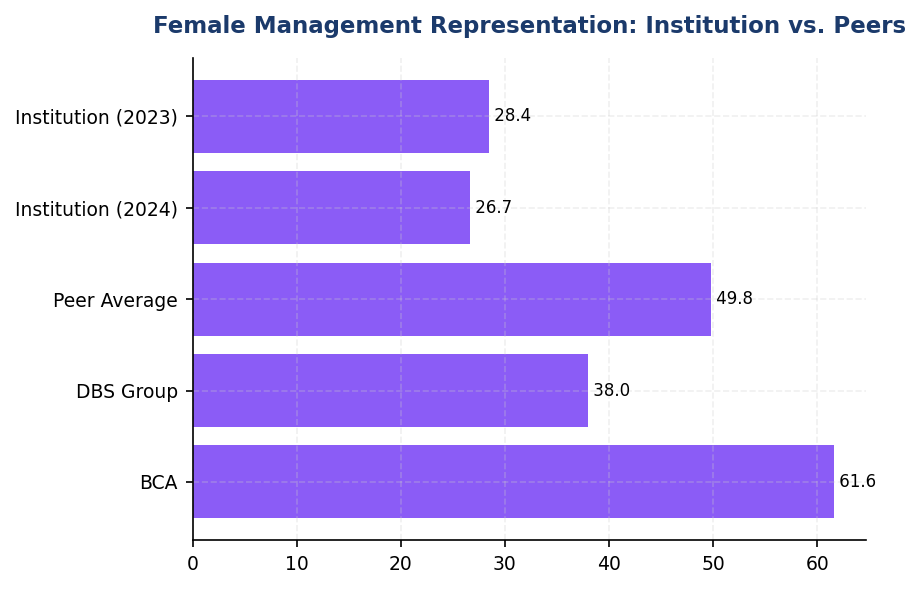 Female Management Representation: Institution vs. Peers
Institution (2023)
28.4
Institution (2024)
26.7
Peer Average
49.8
DBS Group
38.0
BCA
61.6
0 10 20 30 40 50 60